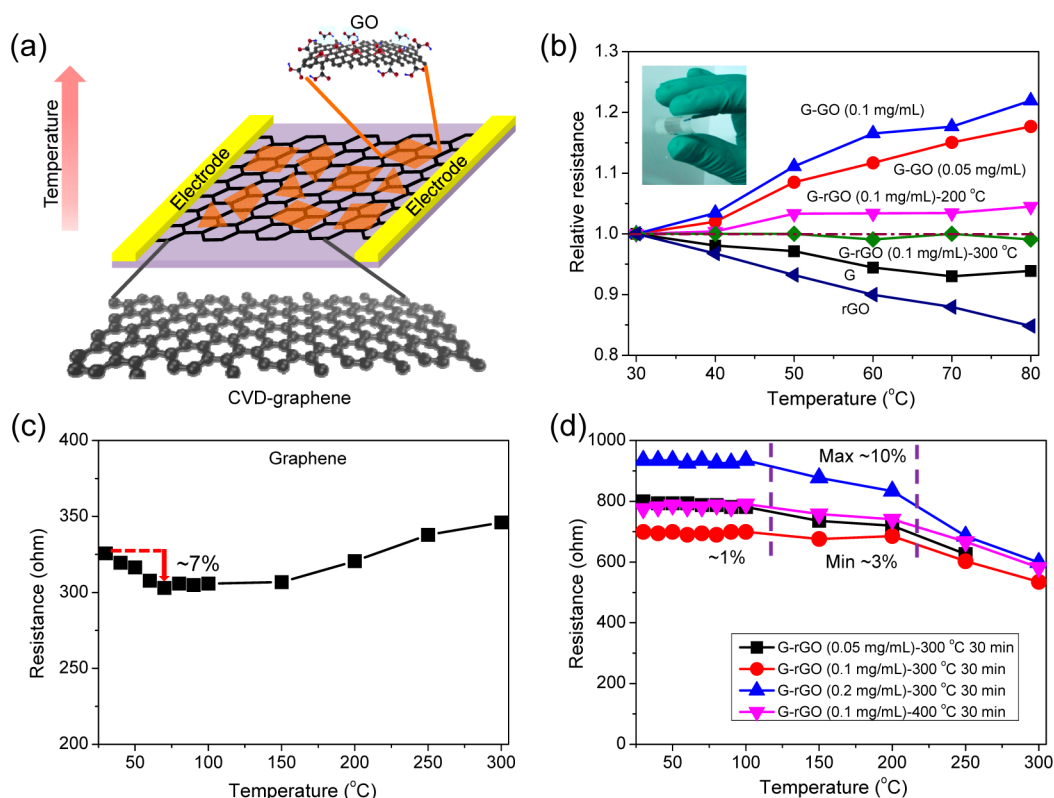 (a)
GO
Temperature
Electrode
Electrode
CVD-graphene
(b)
Relative resistance
1.3
1.2
1.1
1.0
0.9
0.8
G-GO (0.1 mg/mL)
G-GO (0.05 mg/mL)
G-rGO (0.1 mg/mL)-200 °C
G-rGO (0.1 mg/mL)-300 °C
G
rGO
30 40 50 60 70 80
Temperature (°C)
(c)
Resistance (ohm)
400
350
300
250
200
Graphene
~7%
50 100 150 200 250 300
Temperature (°C)
(d)
Resistance (ohm)
1000
800
600
400
200
0
Max ~10%
~1%
Min ~3%
G-rGO (0.05 mg/mL)-300 °C 30 min
G-rGO (0.1 mg/mL)-300 °C 30 min
G-rGO (0.2 mg/mL)-300 °C 30 min
G-rGO (0.1 mg/mL)-400 °C 30 min
50 100 150 200 250 300
Temperature (°C)